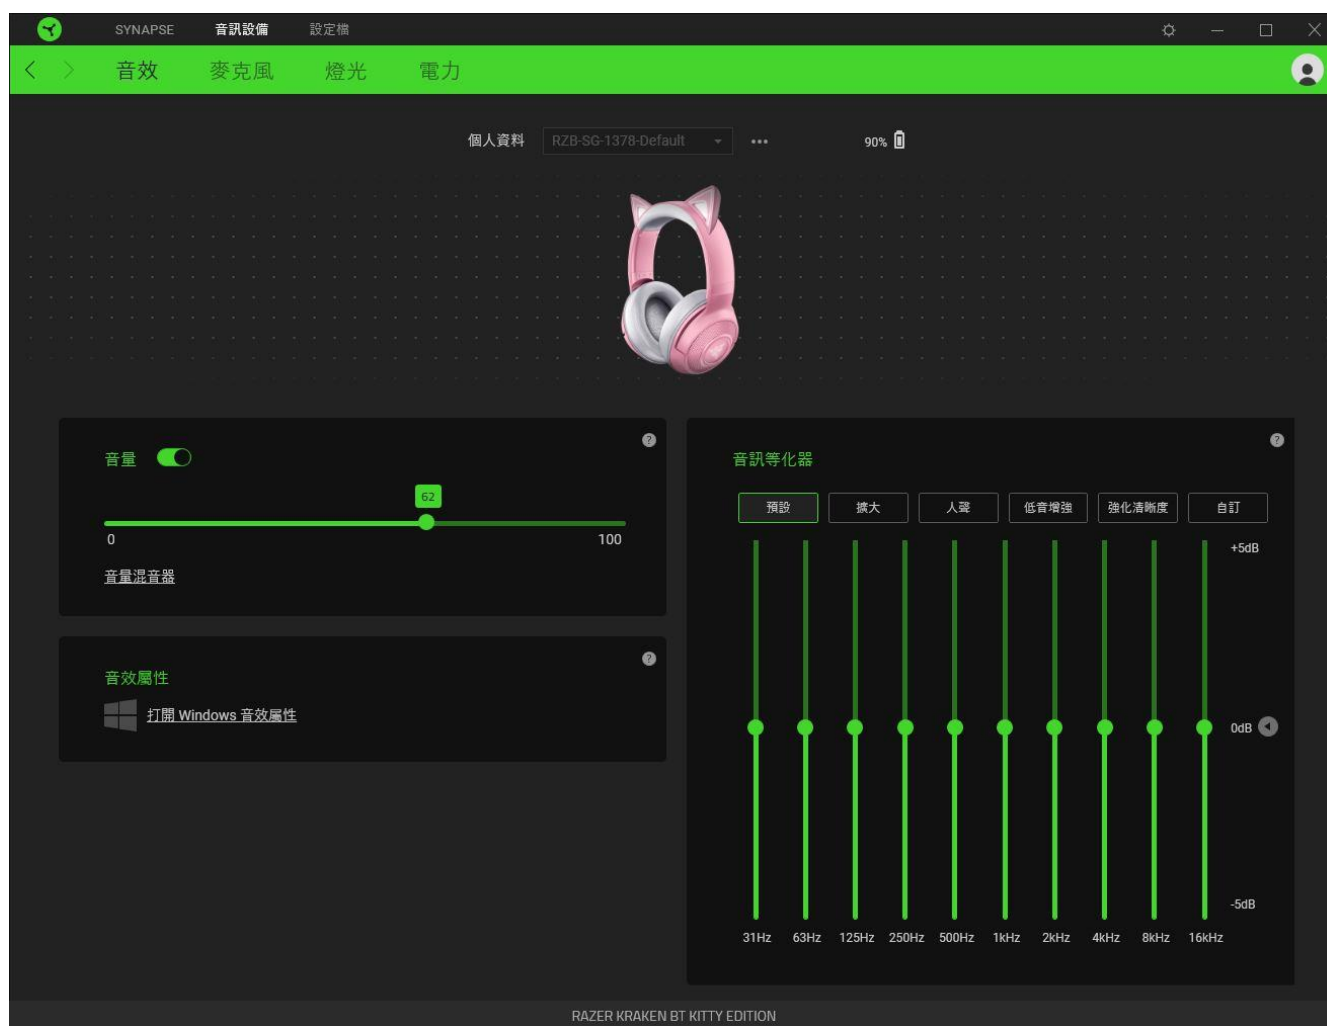 SYNAPSE 音訊設備 設定檔
音效 麥克風 燈光 電力
個人資料 RZB-SG-1378-Default 90%
音量
62
0 100
音量混音器
音效屬性
打開 Windows 音效屬性
音訊等化器
預設 擴大 人聲 低音增強 強化清晰度 自訂
+5dB
0dB
-5dB
31Hz 63Hz 125Hz 250Hz 500Hz 1kHz 2kHz 4kHz 8kHz 16kHz
RAZER KRAKEN BT KITTY EDITION